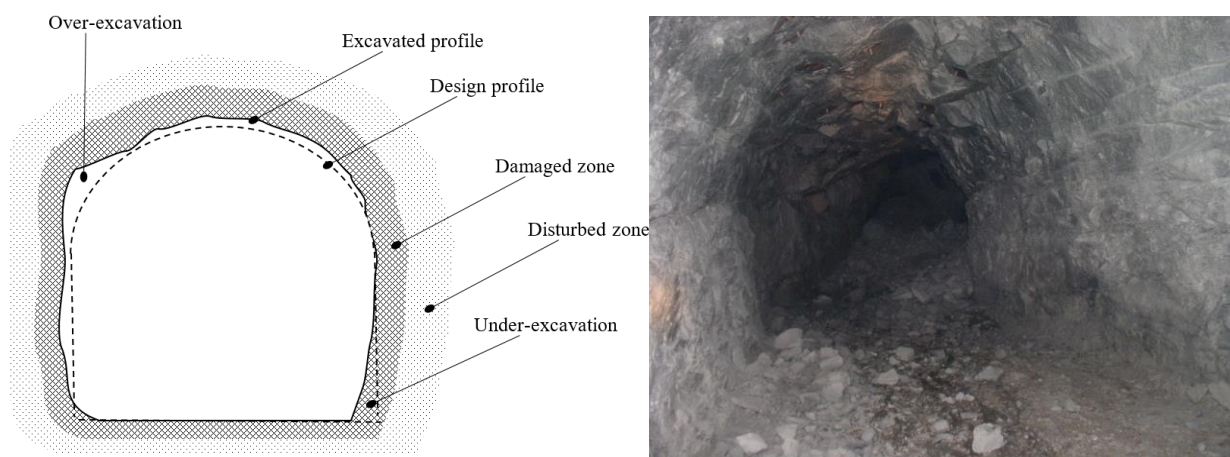 Over-excavation
Excavated profile
Design profile
Damaged zone
Disturbed zone
Under-excavation